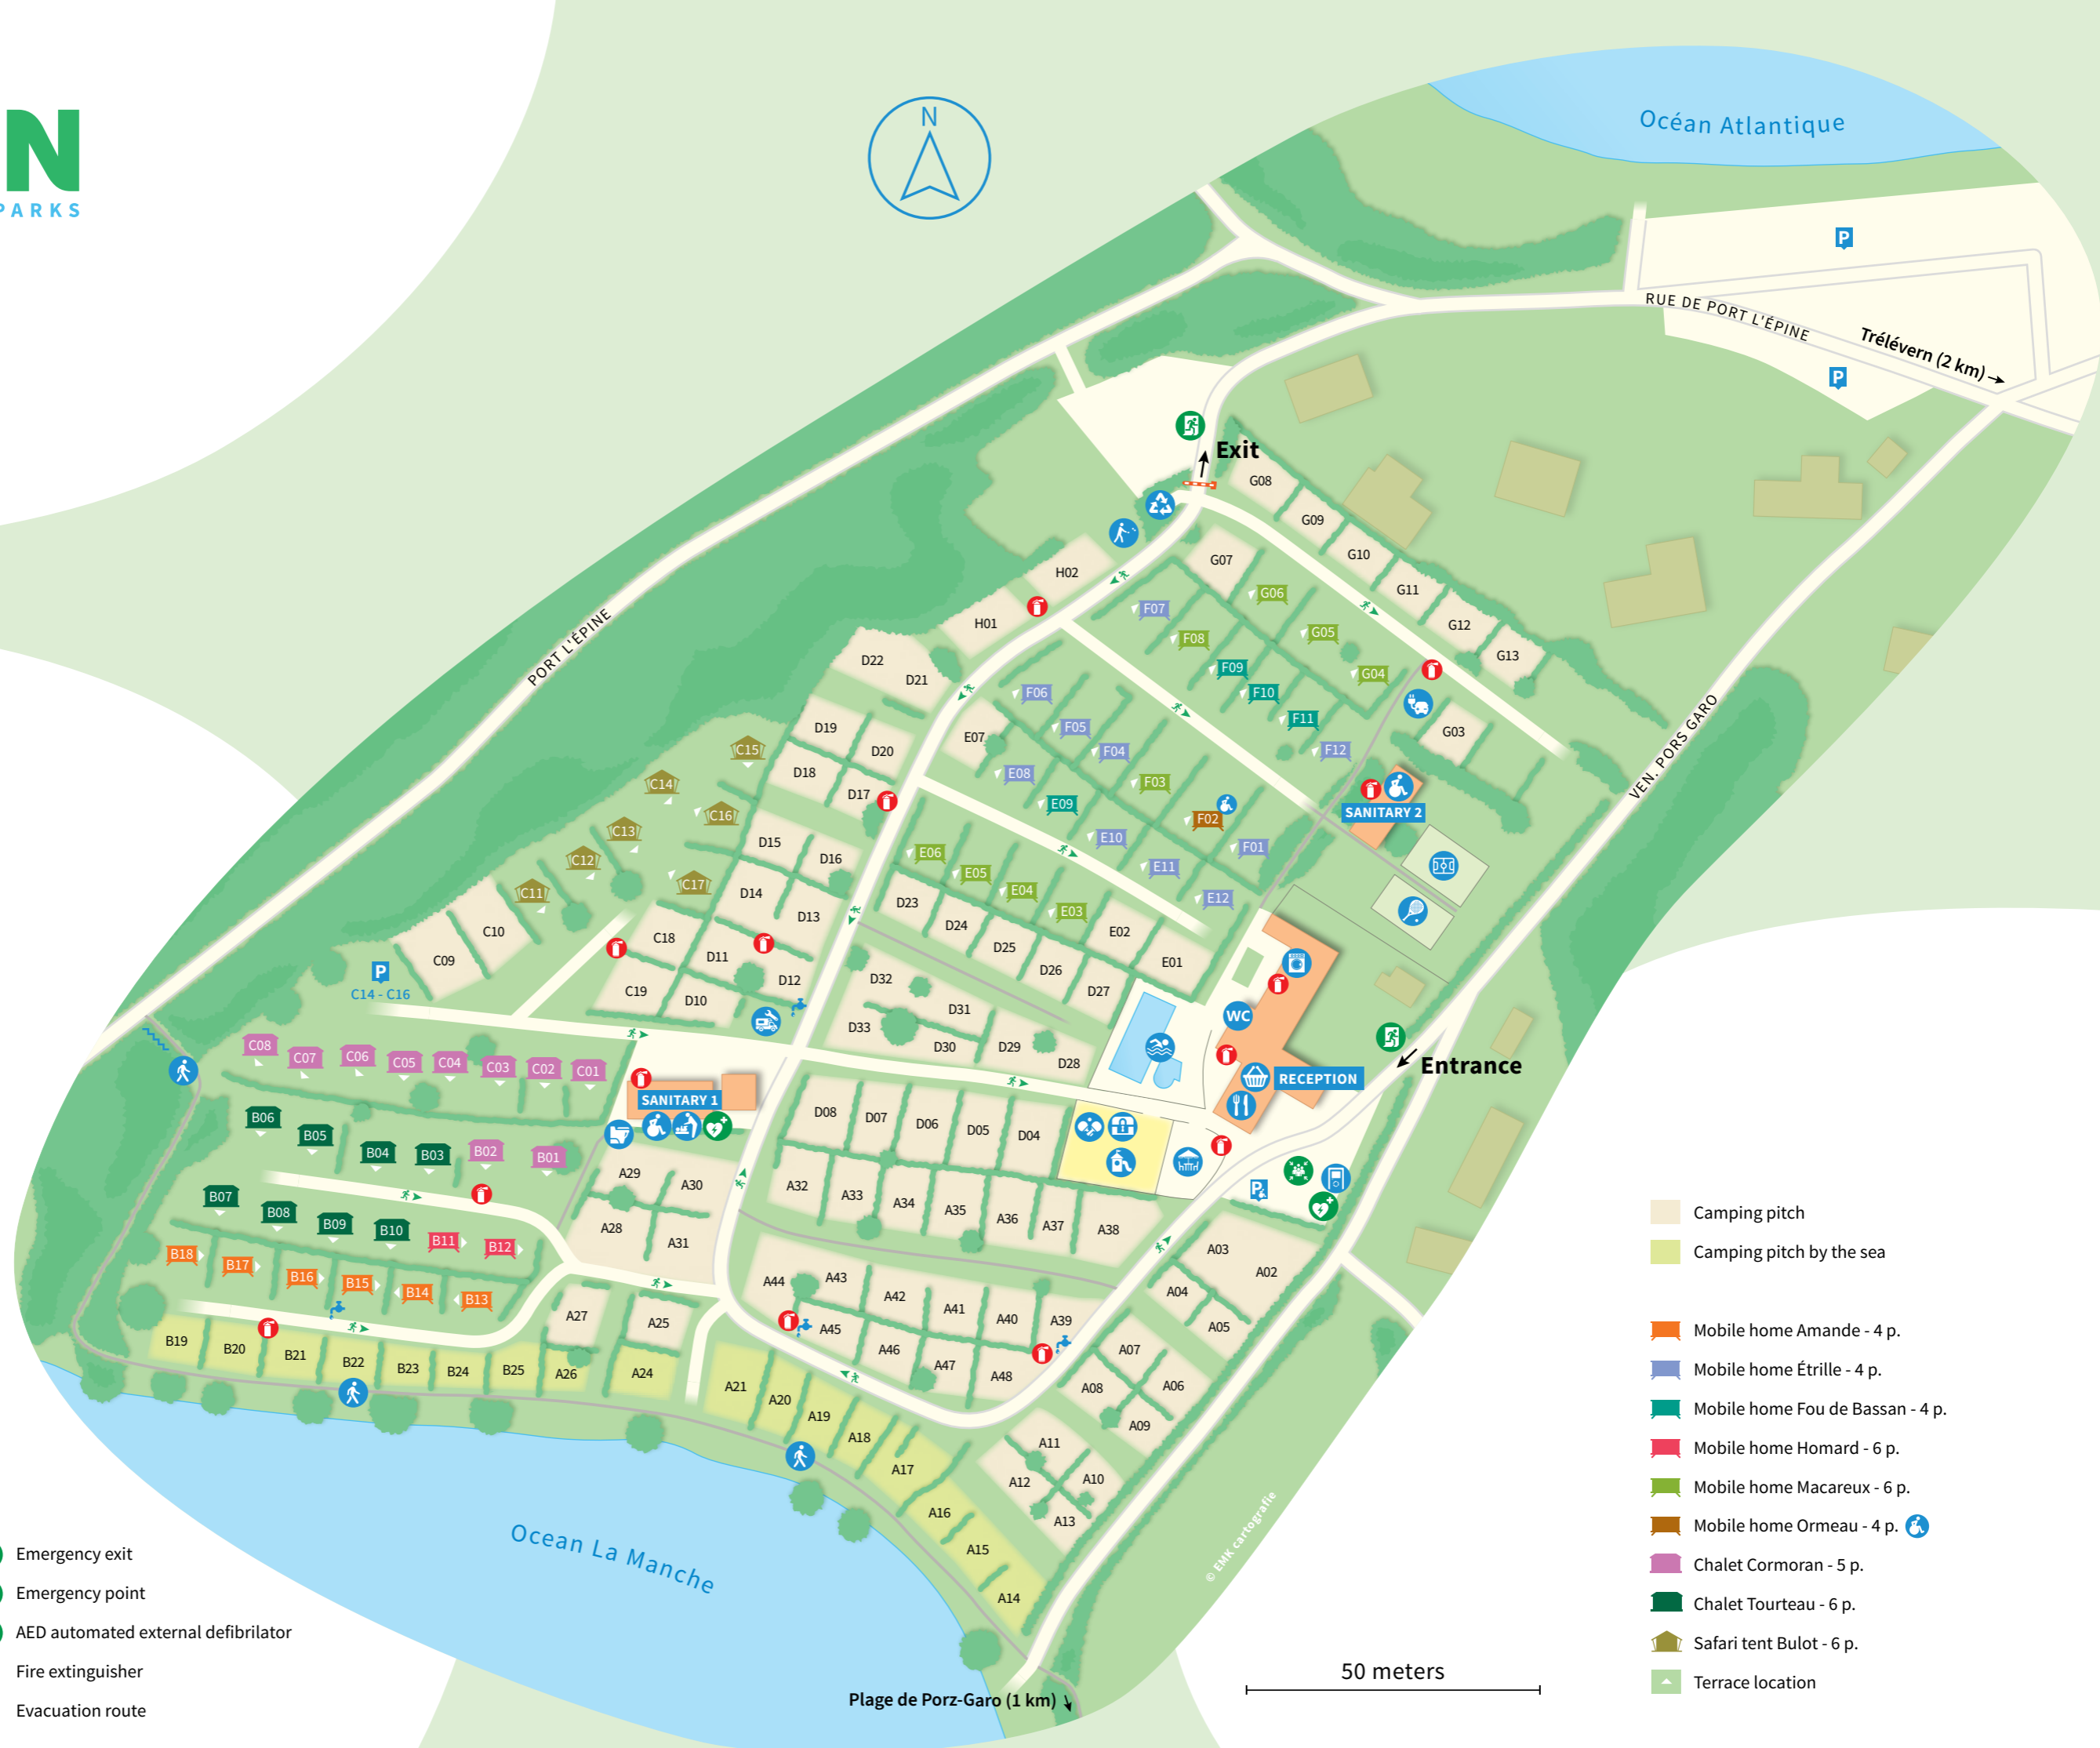 N
PARKS
N
Océan Atlantique
P
RUE DE PORT L'ÉPINE
Trélévern (2 km)
P
Exit
G08
G09
G10
G11
G12
G13
G07
H02
H01
PORT L'ÉPINE
VEN. PORS GARO
G06
G05
G04
G03
F07
F08
F09
F10
F11
F12
D22
D21
F06
F05
F04
F03
F02
F01
D19
D20
D18
D17
E07
E08
E09
E10
E11
E12
SANITARY 2
C15
C14
C16
C13
C12
C17
C11
D15
D16
D14
D13
E06
E05
E04
E03
E02
E01
D23
D24
D25
D26
D27
C10
C09
C18
D11
D12
C19
D10
P
C14 - C16
D32
D31
D33
D30
D29
D28
WC
RECEPTION
Entrance
C08
C07
C06
C05
C04
C03
C02
C01
SANITARY 1
B06
B05
B04
B03
B02
B01
D08
D07
D06
D05
D04
A29
A30
A28
A31
A32
A33
A34
A35
A36
A37
A38
P
B07
B08
B09
B10
B11
B12
B18
B17
B16
B15
B14
B13
A03
A02
A04
A05
A44
A43
A42
A41
A40
A39
A45
A46
A47
A48
A27
A25
B19
B20
B21
B22
B23
B24
B25
A26
A24
A21
A20
A19
A18
A17
A16
A15
A14
A07
A08
A06
A09
A11
A12
A10
A13
Ocean La Manche
© EMK cartografie
Plage de Porz-Garo (1 km)
50 meters
Emergency exit
Emergency point
AED automated external defibrilator
Fire extinguisher
Evacuation route
Camping pitch
Camping pitch by the sea
Mobile home Amande - 4 p.
Mobile home Étrille - 4 p.
Mobile home Fou de Bassan - 4 p.
Mobile home Homard - 6 p.
Mobile home Macareux - 6 p.
Mobile home Ormeau - 4 p.
Chalet Cormoran - 5 p.
Chalet Tourteau - 6 p.
Safari tent Bulot - 6 p.
Terrace location